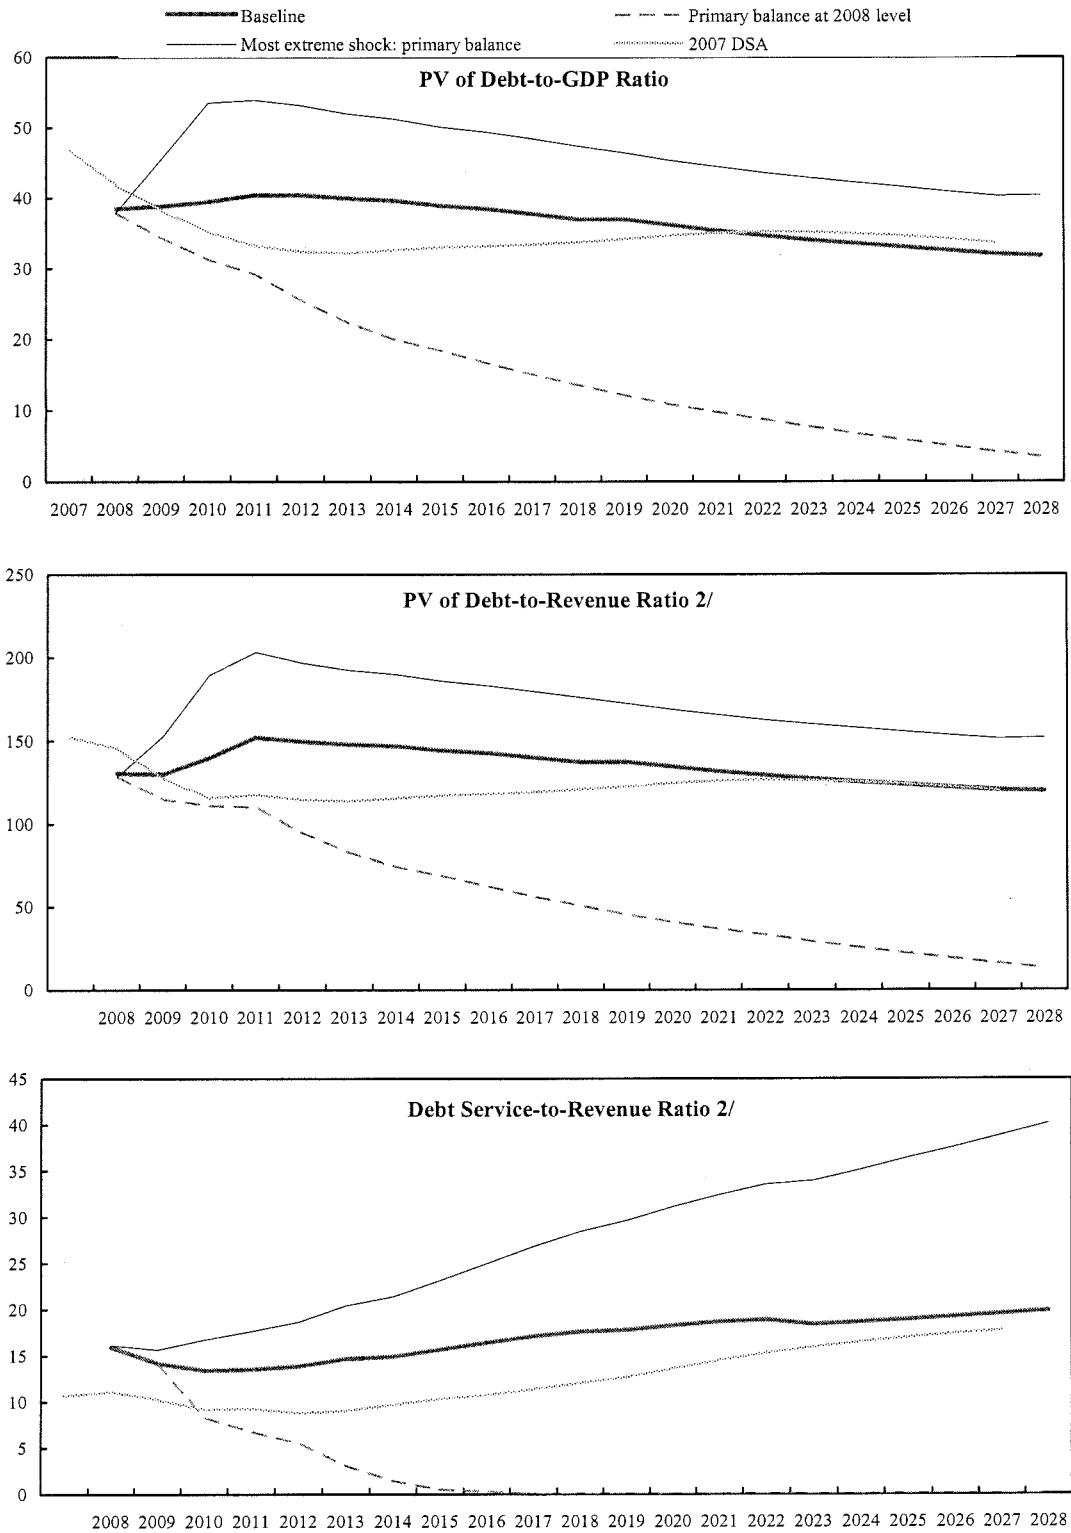 Baseline
Primary balance at 2008 level
Most extreme shock: primary balance
2007 DSA
PV of Debt-to-GDP Ratio
60
50
40
30
20
10
0
2007 2008 2009 2010 2011 2012 2013 2014 2015 2016 2017 2018 2019 2020 2021 2022 2023 2024 2025 2026 2027 2028
PV of Debt-to-Revenue Ratio 2/
250
200
150
100
50
0
2008 2009 2010 2011 2012 2013 2014 2015 2016 2017 2018 2019 2020 2021 2022 2023 2024 2025 2026 2027 2028
Debt Service-to-Revenue Ratio 2/
45
40
35
30
25
20
15
10
5
0
2008 2009 2010 2011 2012 2013 2014 2015 2016 2017 2018 2019 2020 2021 2022 2023 2024 2025 2026 2027 2028